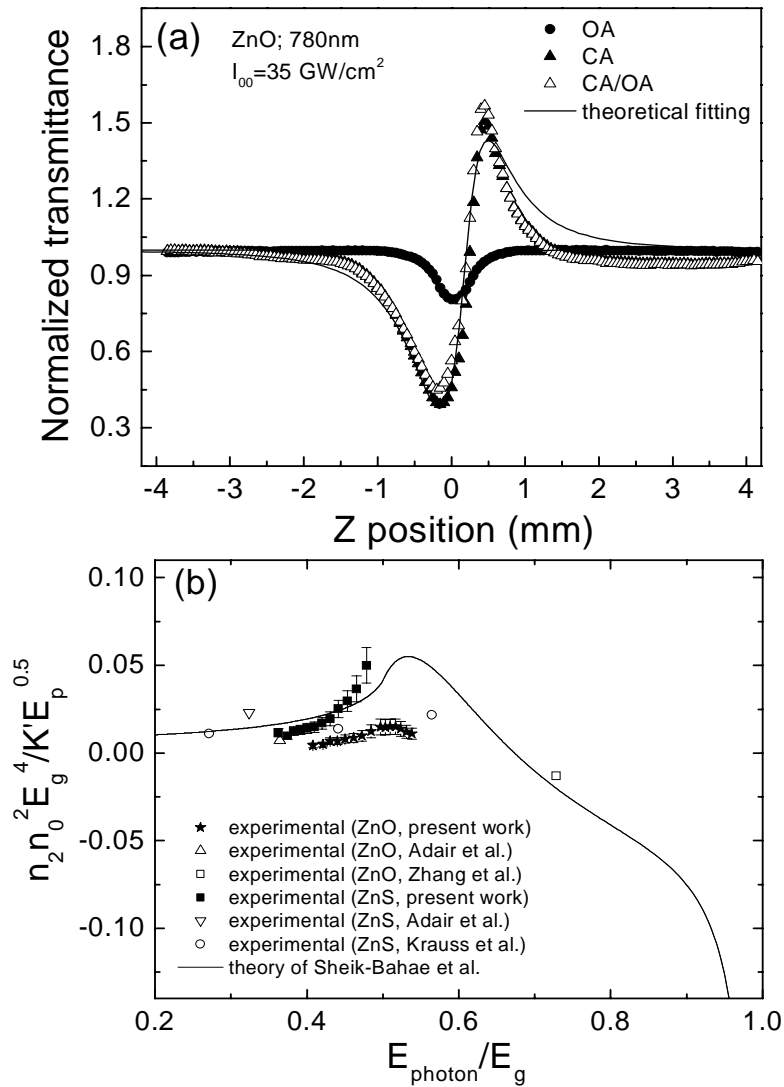 (a)
ZnO; 780nm
I00=35 GW/cm2
OA
CA
CA/OA
theoretical fitting
1.8
1.5
1.2
0.9
0.6
0.3
Normalized transmittance
-4 -3 -2 -1 0 1 2 3 4
Z position (mm)
(b)
0.10
0.05
0.00
-0.05
-0.10
n2n02Eg4/K'Ep0.5
experimental (ZnO, present work)
experimental (ZnO, Adair et al.)
experimental (ZnO, Zhang et al.)
experimental (ZnS, present work)
experimental (ZnS, Adair et al.)
experimental (ZnS, Krauss et al.)
theory of Sheik-Bahae et al.
0.2 0.4 0.6 0.8 1.0
Ephoton/Eg